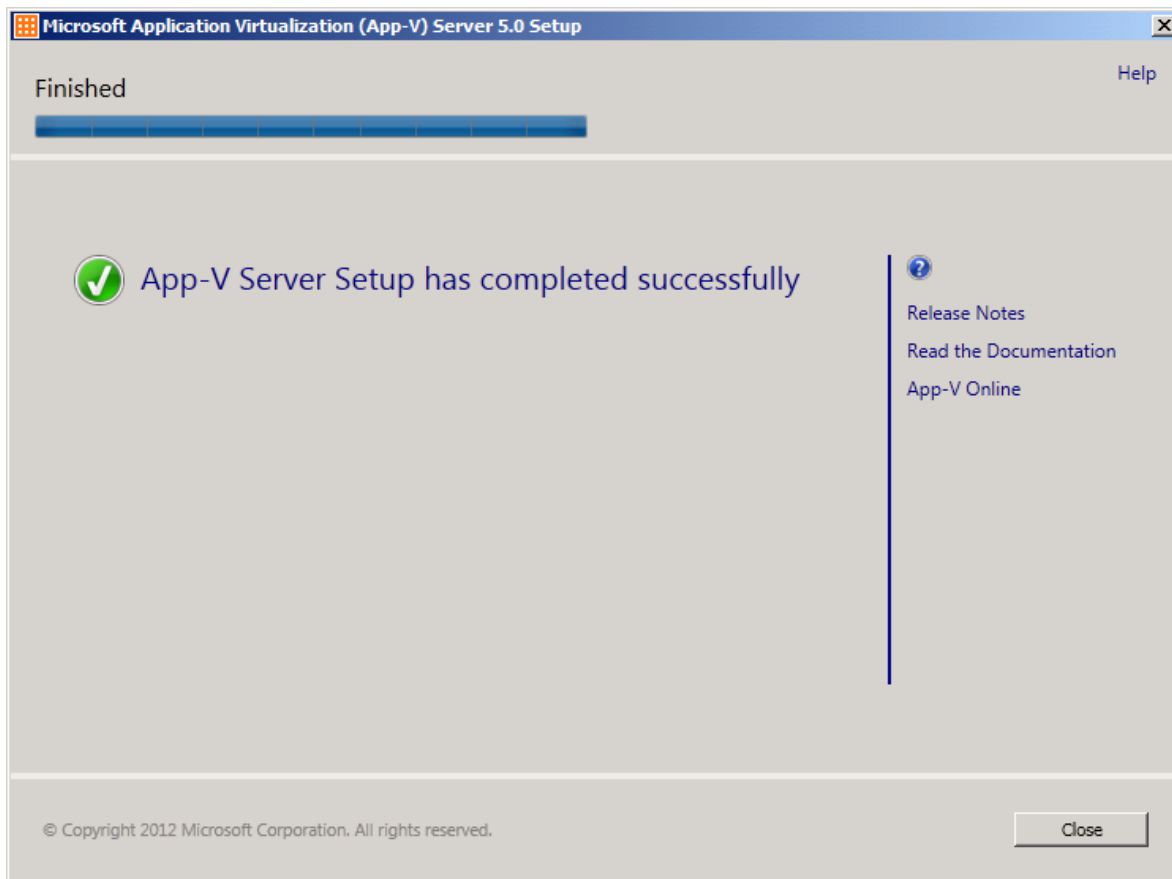 Microsoft Application Virtualization (App-V) Server 5.0 Setup
Help
Finished
App-V Server Setup has completed successfully
Release Notes
Read the Documentation
App-V Online
© Copyright 2012 Microsoft Corporation. All rights reserved.
Close